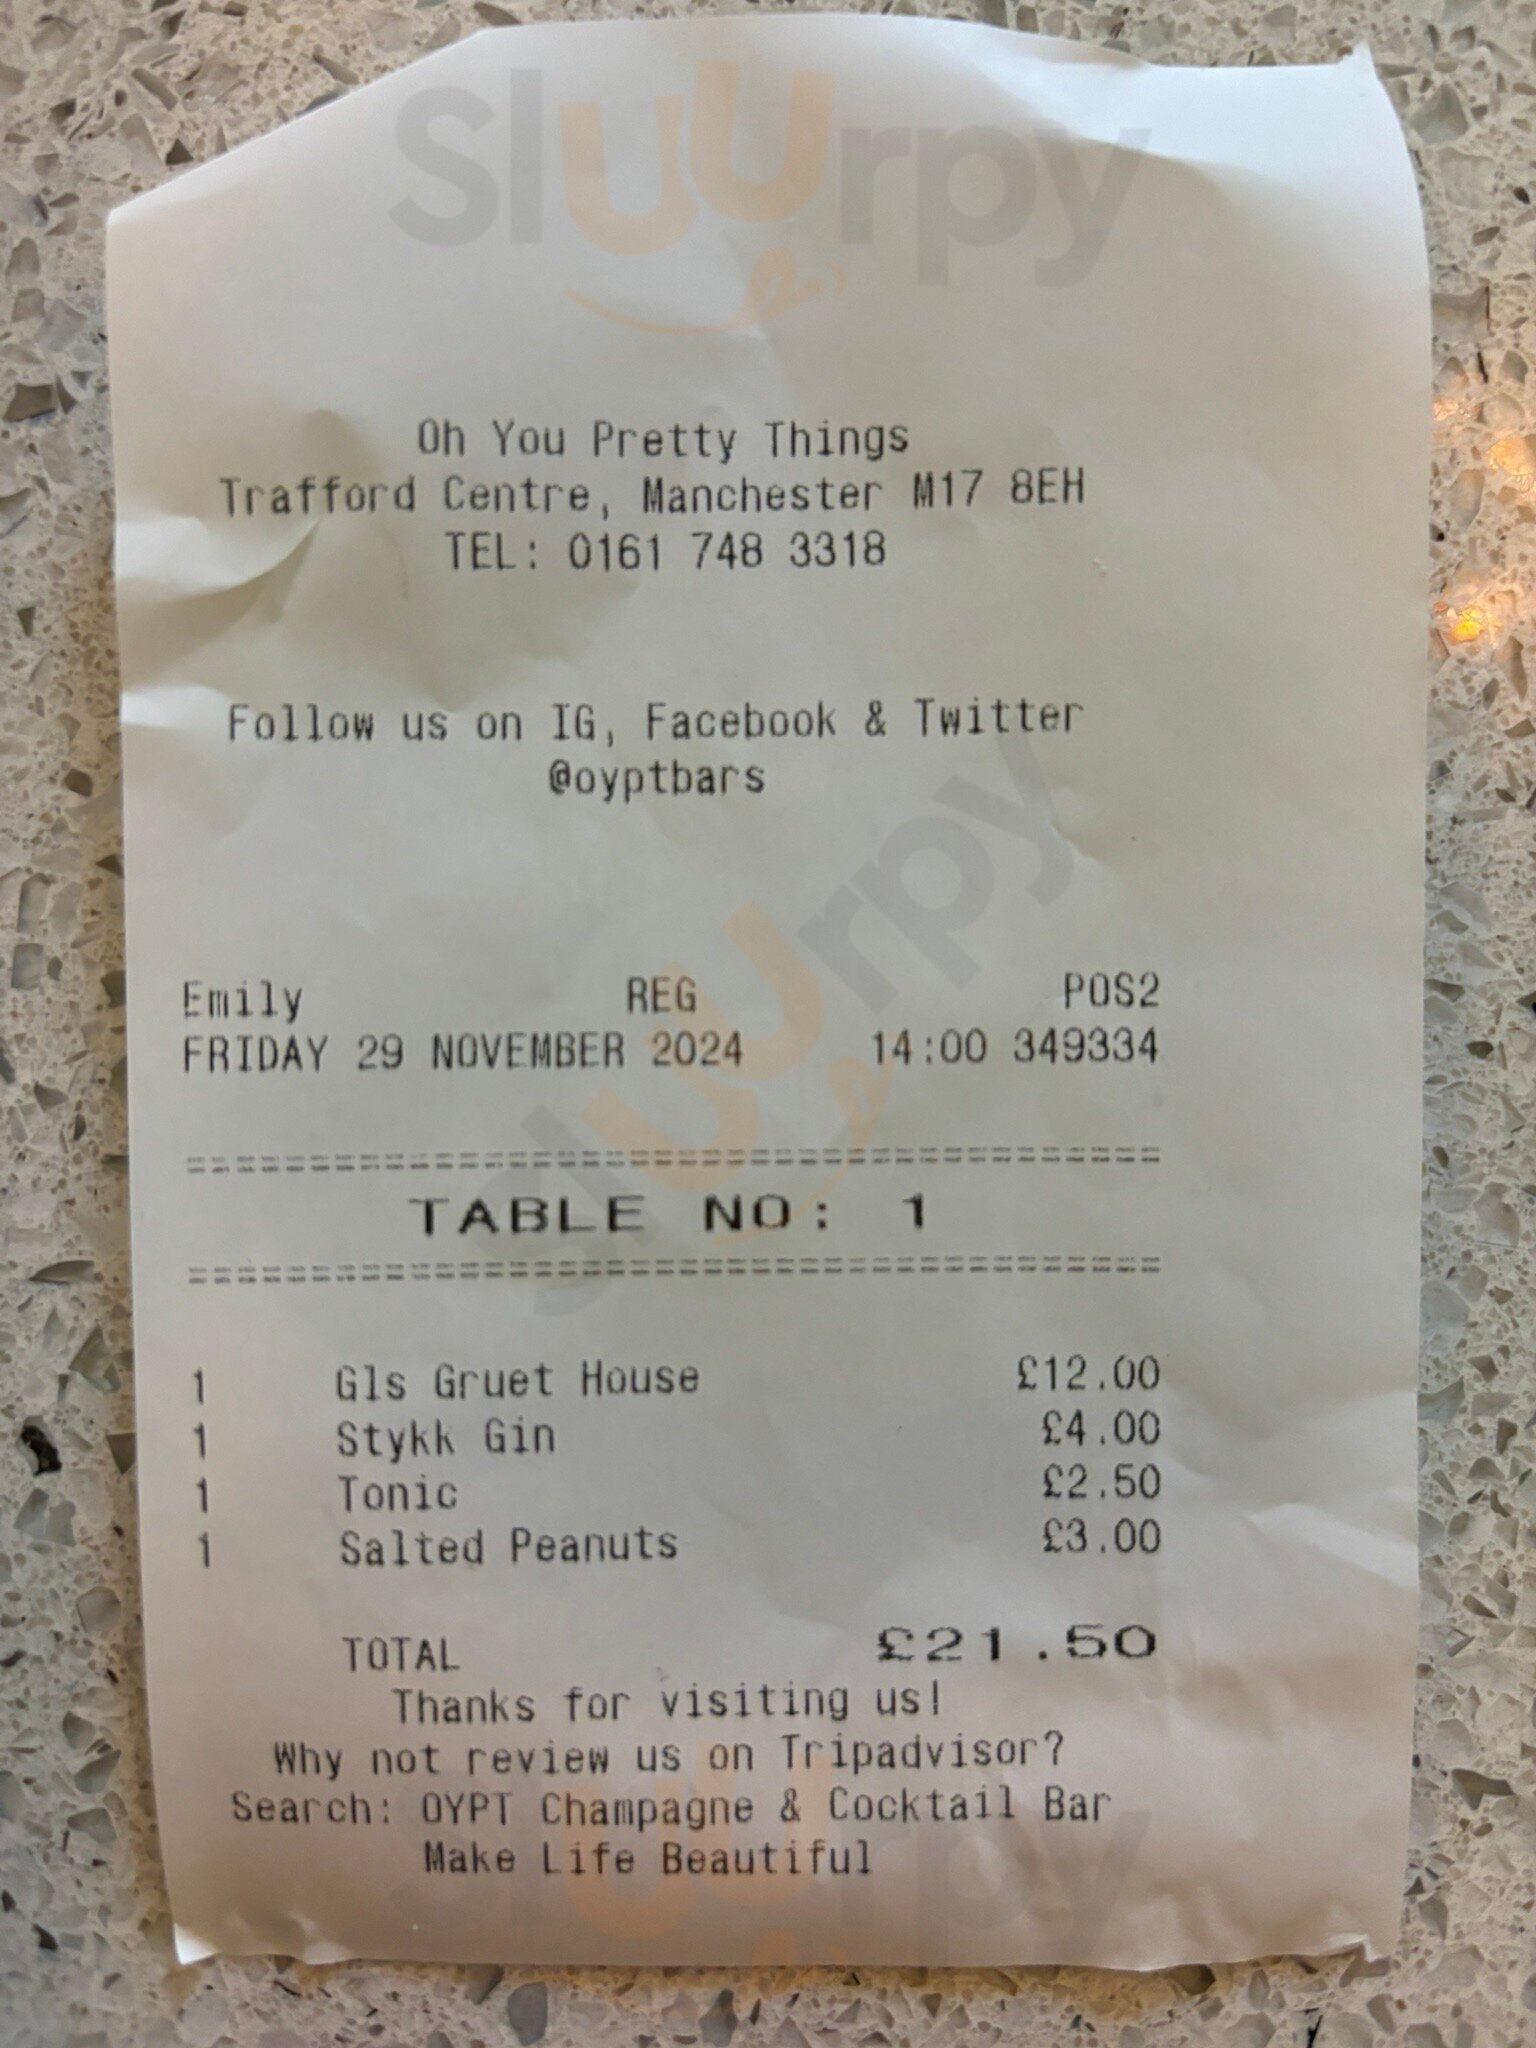 Sluurpy
Oh You Pretty Things
Trafford Centre, Manchester M17 8EH
TEL: 0161 748 3318
Follow us on IG, Facebook & Twitter
@oyptbars
Sluurpy
Emily REG POS2
FRIDAY 29 NOVEMBER 2024 14:00 349334
TABLE NO: 1
1 Gls Gruet House £12.00
1 Stykk Gin £4.00
1 Tonic £2.50
1 Salted Peanuts £3.00
TOTAL £21.50
Thanks for visiting us!
Why not review us on Tripadvisor?
Search: OYPT Champagne & Cocktail Bar
Make Life Beautiful
Sluurpy